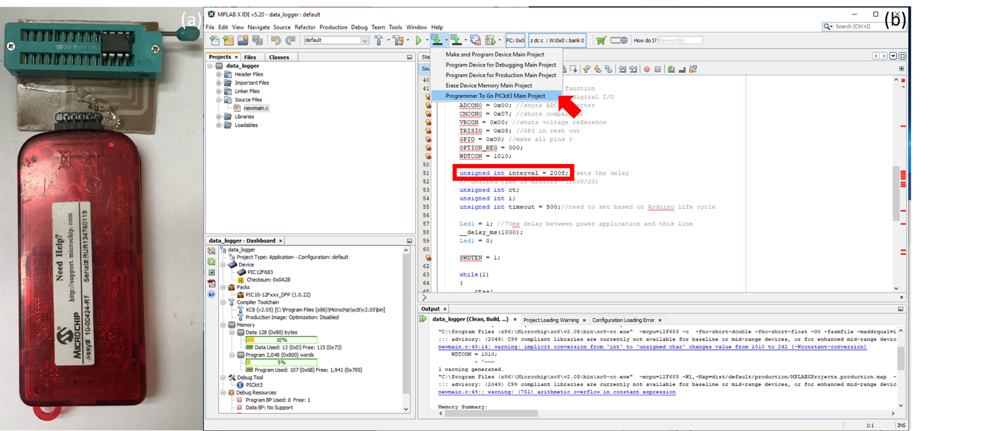 (a)
Need Help?
http://support.microchip.com
MICROCHIP
Assy# 10-00424-R7 Serial# BUR134760119
(b)
MPLAB X IDE v5.20 - data_logger : default
File Edit View Navigate Source Refactor Production Debug Team Tools Window Help
Search (Ctrl+I)
default
PC: 0x0
z dc c : W:0x0 : bank 0
How do I? Keyword(s)
Make and Program Device Main Project
Program Device for Debugging Main Project
Program Device for Production Main Project
Erase Device Memory Main Project
Programmer To Go PICkit3 Main Project
Projects × Files Classes
data_logger
Header Files
Important Files
Linker Files
Source Files
newmain.c
Libraries
Loadables
Sta
Sou
40
41 function
digital I/O
ADCON0 = 0x00; //shuts ADC erter
CMCON0 = 0x07; //shuts compa r
VRCON = 0x00; //shuts voltage reference
TRISIO = 0x08; //GP3 in rest out
GPIO = 0x00; //make all pins 0
OPTION_REG = 000;
WDTCON = 1010;
50
51 unsigned int interval = 2008; /sets the delay
52 // desired time in minutes *(2008/20)
53 unsigned int ct;
54 unsigned int i;
55 unsigned int timeout = 500;//need to set based on Arduino life cycle
56
57 Led1 = 1; //70ms delay between power application and this line
58 __delay_ms(1000);
59 Led1 = 0;
60
SWDTEN = 1;
62
63 while(1)
64 {
65 ct++;
data_logger - Dashboard ×
data_logger
Project Type: Application - Configuration: default
Device
PIC12F683
Checksum: 0x0A28
Packs
PIC10-12Fxxx_DFP (1.0.22)
Compiler Toolchain
XC8 (v2.05) [C:\Program Files (x86)\Microchip\xc8\v2.05\bin]
Production Image: Optimization: Disabled
Memory
Data 128 (0x80) bytes
10%
Data Used: 13 (0xD) Free: 115 (0x73)
Program 2,048 (0x800) words
5%
Program Used: 107 (0x6B) Free: 1,941 (0x795)
Debug Tool
PICkit3
Debug Resources
Program BP Used: 0 Free: 1
Data BP: No Support
Output ×
data_logger (Clean, Build, ...) × Project Loading Warning × Configuration Loading Error ×
"C:\Program Files (x86)\Microchip\xc8\v2.05\bin\xc8-cc.exe" -mcpu=12F683 -c -fno-short-double -fno-short-float -O0 -fasmfile -maddrqual=i
::: advisory: (2049) C99 compliant libraries are currently not available for baseline or mid-range devices, or for enhanced mid-range devic
newmain.c:49:14: warning: implicit conversion from 'int' to 'unsigned char' changes value from 1010 to 242 [-Wconstant-conversion]
WDTCON = 1010;
~ ^~~~
1 warning generated.
"C:\Program Files (x86)\Microchip\xc8\v2.05\bin\xc8-cc.exe" -mcpu=12F683 -Wl,-Map=dist/default/production/MPLABXProjects.production.map -
::: advisory: (2049) C99 compliant libraries are currently not available for baseline or mid-range devices, or for enhanced mid-range devic
newmain.c:49:: warning: (751) arithmetic overflow in constant expression
Memory Summary:
1:1 INS